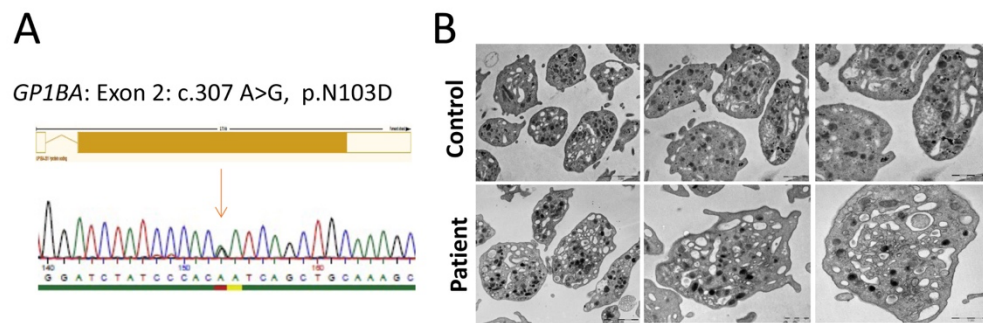 A
GP1BA: Exon 2: c.307 A>G, p.N103D
140 150 160
G G A T C T A T C C C A C A A T C A G C T G C A A A G C
B
Control
Patient